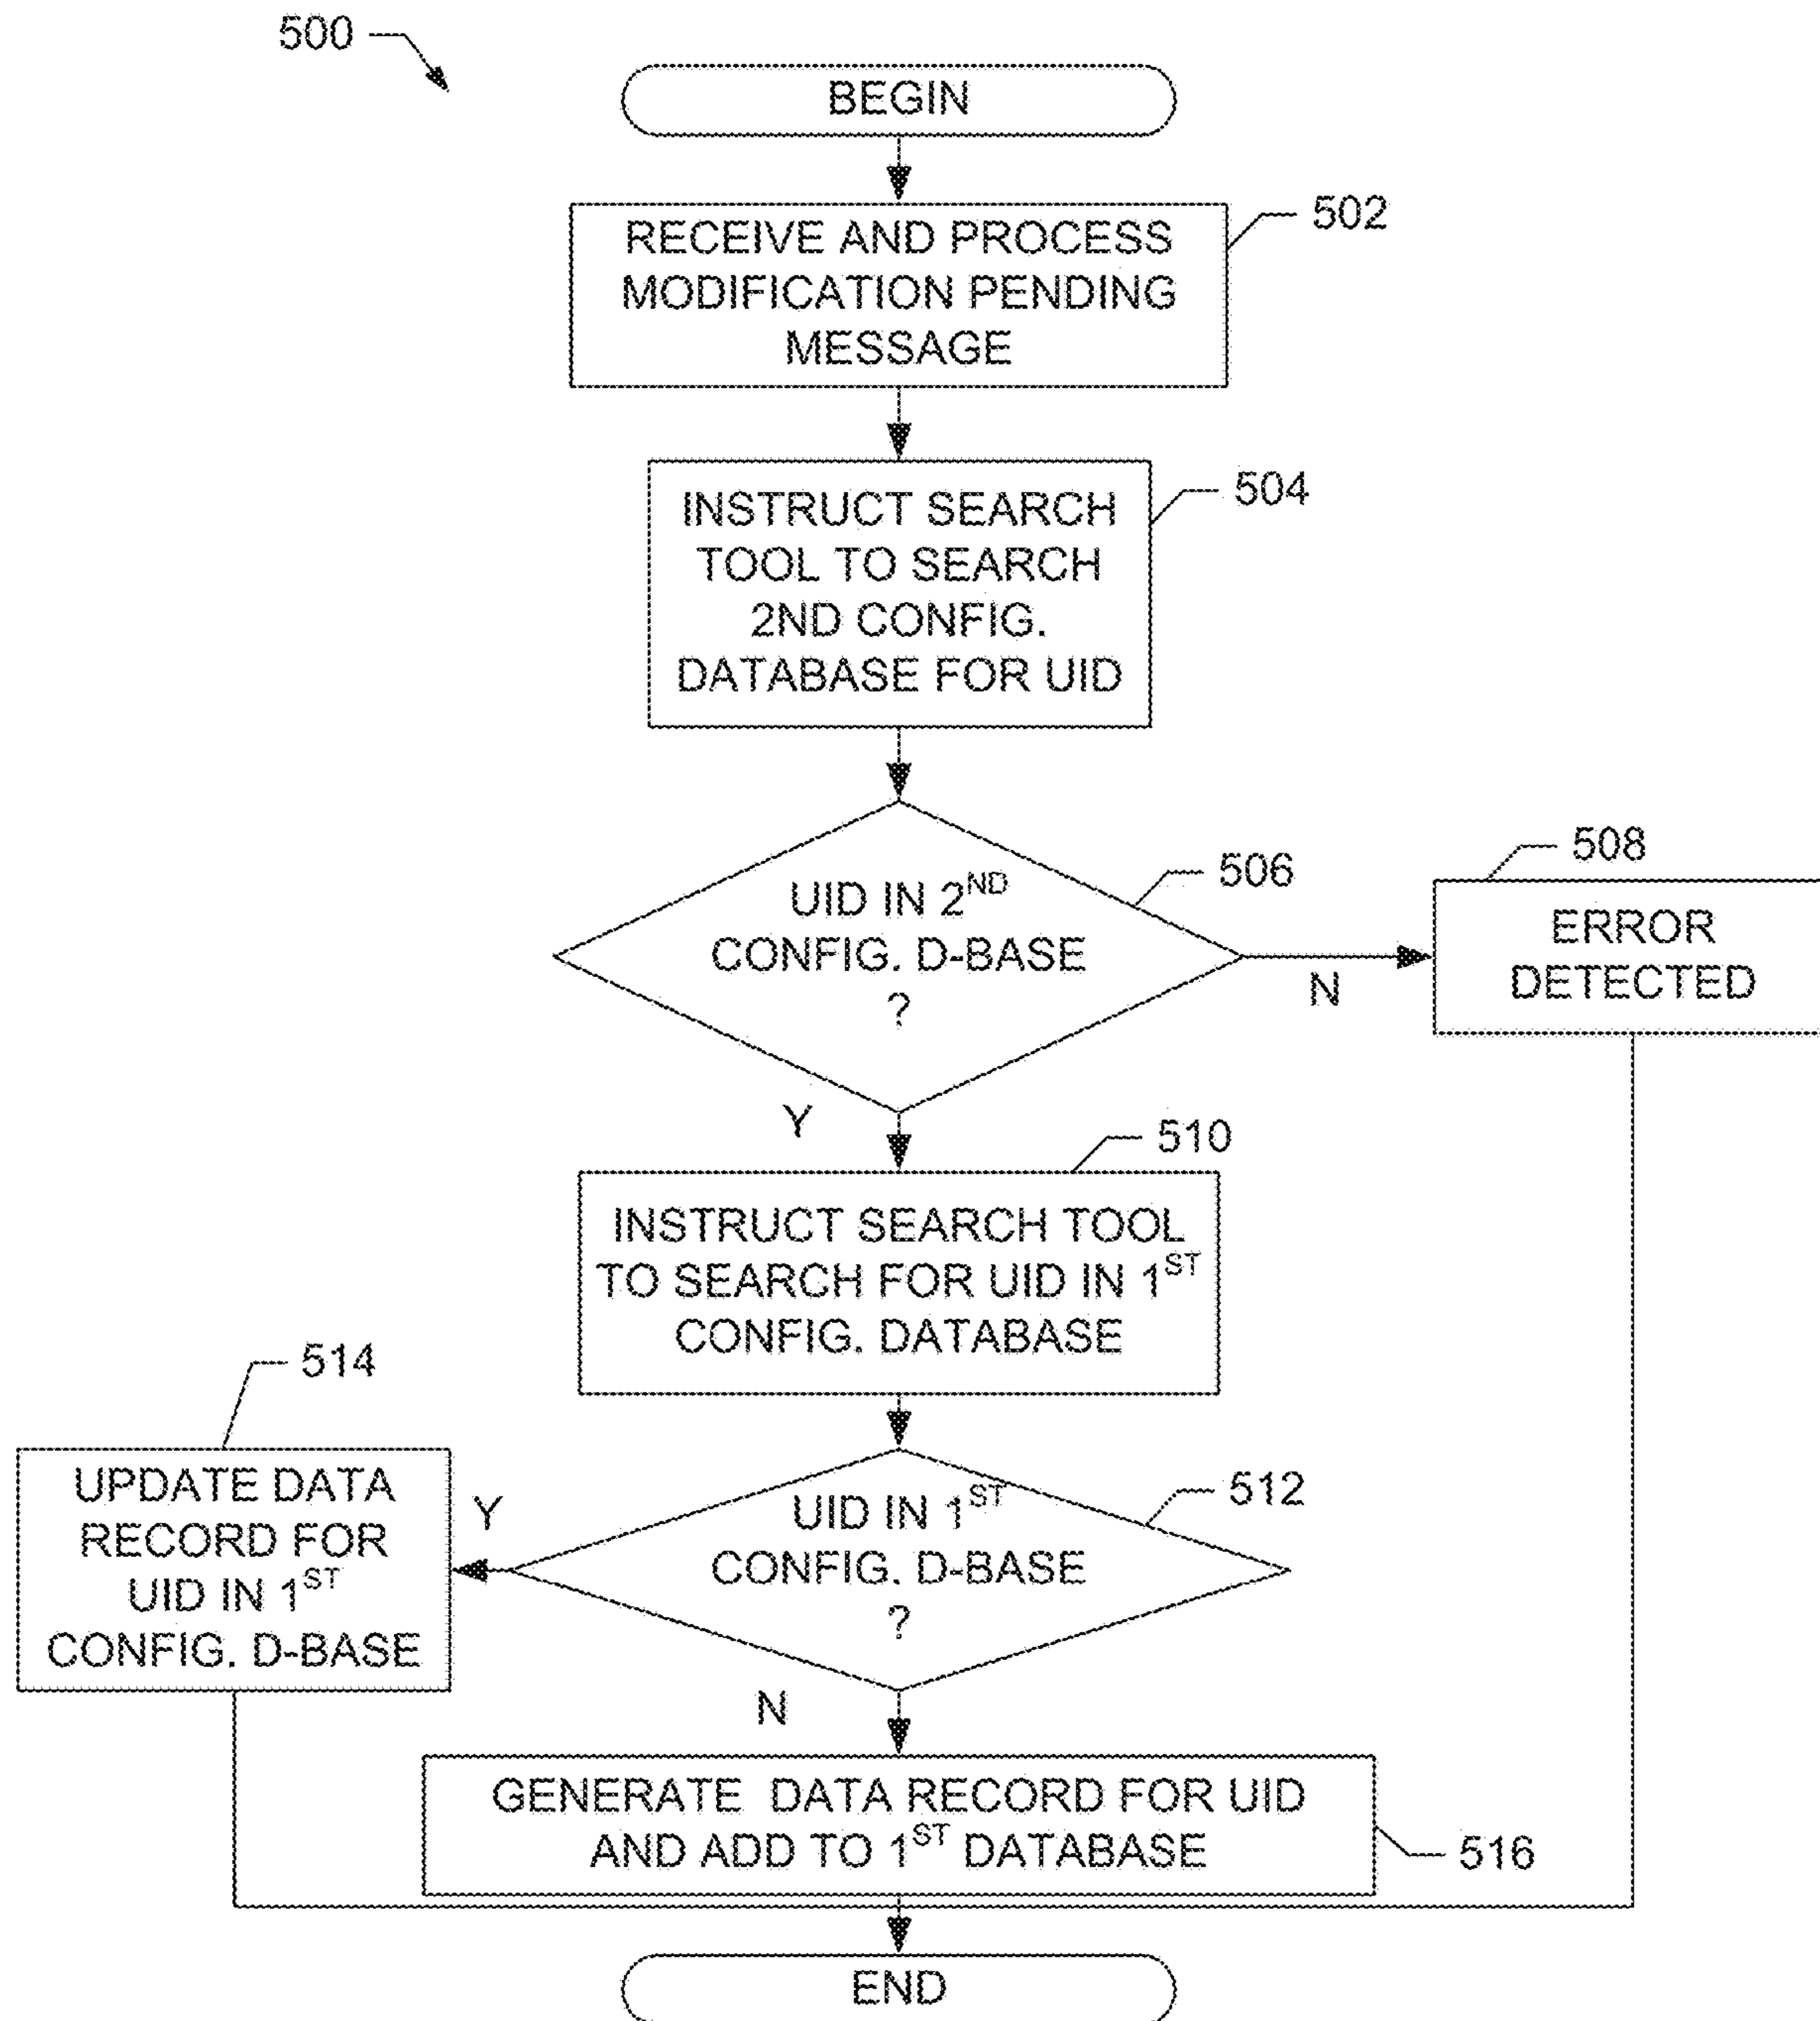 500
BEGIN
RECEIVE AND PROCESS
MODIFICATION PENDING
MESSAGE
502
INSTRUCT SEARCH
TOOL TO SEARCH
2ND CONFIG.
DATABASE FOR UID
504
UID IN 2ND
CONFIG. D-BASE
?
506
N
508
ERROR
DETECTED
Y
510
INSTRUCT SEARCH TOOL
TO SEARCH FOR UID IN 1ST
CONFIG. DATABASE
UID IN 1ST
CONFIG. D-BASE
?
512
Y
514
UPDATE DATA
RECORD FOR
UID IN 1ST
CONFIG. D-BASE
N
GENERATE DATA RECORD FOR UID
AND ADD TO 1ST DATABASE
516
END